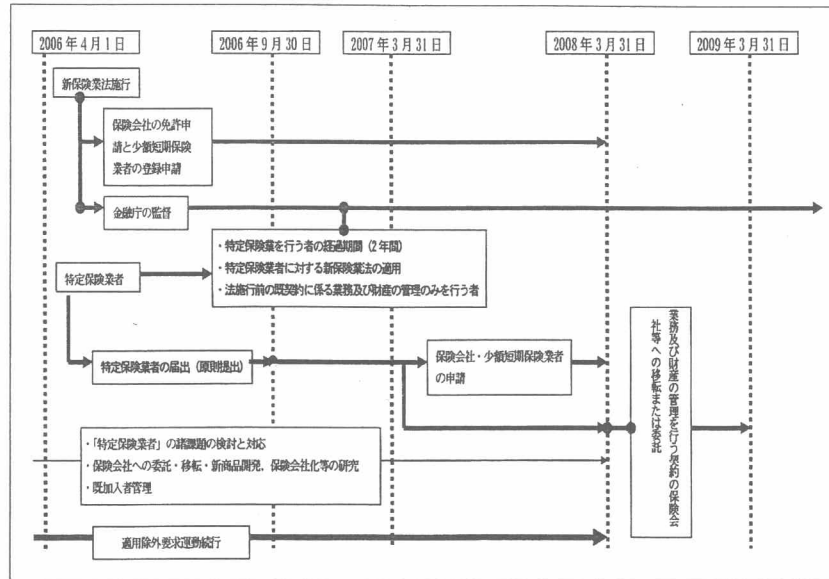 2006年4月1日
2006年9月30日
2007年3月31日
2008年3月31日
2009年3月31日
新保険業法施行
保険会社の免許申
請と少額短期保険
業者の登録申請
金融庁の監督
・特定保険業を行う者の経過期間（2年間）
・特定保険業者に対する新保険業法の適用
・法施行前の既契約に係る業務及び財産の管理のみを行う者
特定保険業者
特定保険業者の届出（原則提出）
保険会社・少額短期保険業者
の申請
業務及び財産の管理を行う契約の保険会
社等への移転または委託
・「特定保険業者」の諸課題の検討と対応
・保険会社への委託・移転・新商品開発、保険会社化等の研究
・既加入者管理
適用除外要求運動続行